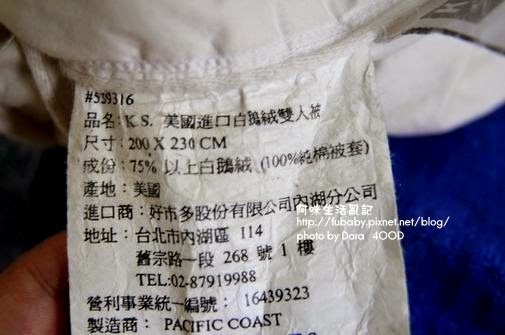 #539316
品名: K.S. 美國進口白鵝絨雙人被
尺寸: 200 X 230 CM
成份: 75% 以上白鵝絨 (100%純棉被套)
產地: 美國
進口商: 好市多股份有限公司內湖分公司
地址: 台北市內湖區 114
舊宗路一段 268 號 1 樓
TEL:02-87919988
營利事業統一編號: 16439323
製造商: PACIFIC COAST
阿咪生活亂記
http://fubaby.pixnet.net/blog/
photo by Dora 4OOD